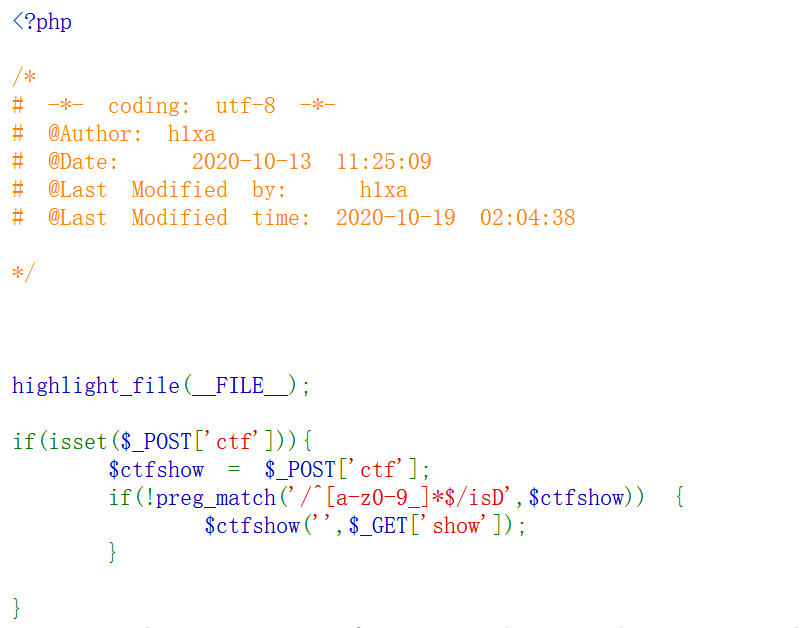 <?php
/*
# -*- coding: utf-8 -*-
# @Author: h1xa
# @Date:   2020-10-13 11:25:09
# @Last Modified by:   h1xa
# @Last Modified time: 2020-10-19 02:04:38
*/
highlight_file(__FILE__);
if(isset($_POST['ctf'])){
$ctfshow = $_POST['ctf'];
if(!preg_match('/^[a-z0-9_]*$/isD',$ctfshow)) {
$ctfshow('',$_GET['show']);
}
}